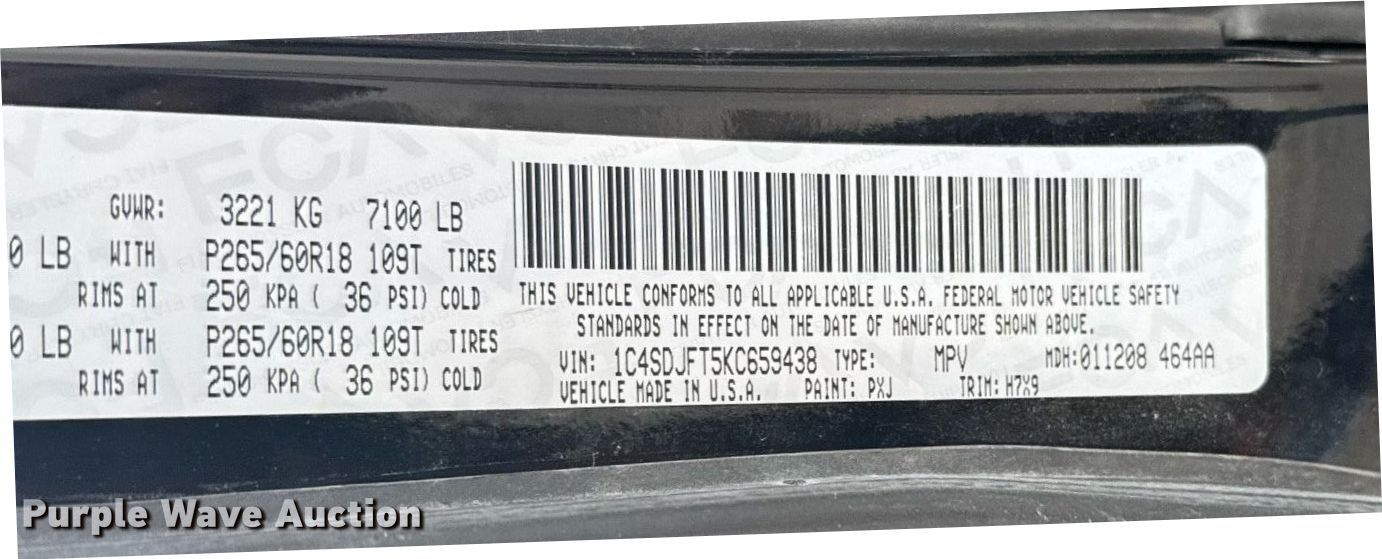 GVWR: 3221 KG 7100 LB
0 LB WITH P265/60R18 109T TIRES
RIMS AT 250 KPA ( 36 PSI) COLD
0 LB WITH P265/60R18 109T TIRES
RIMS AT 250 KPA ( 36 PSI) COLD
THIS VEHICLE CONFORMS TO ALL APPLICABLE U.S.A. FEDERAL MOTOR VEHICLE SAFETY
STANDARDS IN EFFECT ON THE DATE OF MANUFACTURE SHOWN ABOVE.
VIN: 1C4SDJFT5KC659438 TYPE: MPV MDH:011208 464AA
VEHICLE MADE IN U.S.A. PAINT: PXJ TRIM: H7X9
Purple Wave Auction